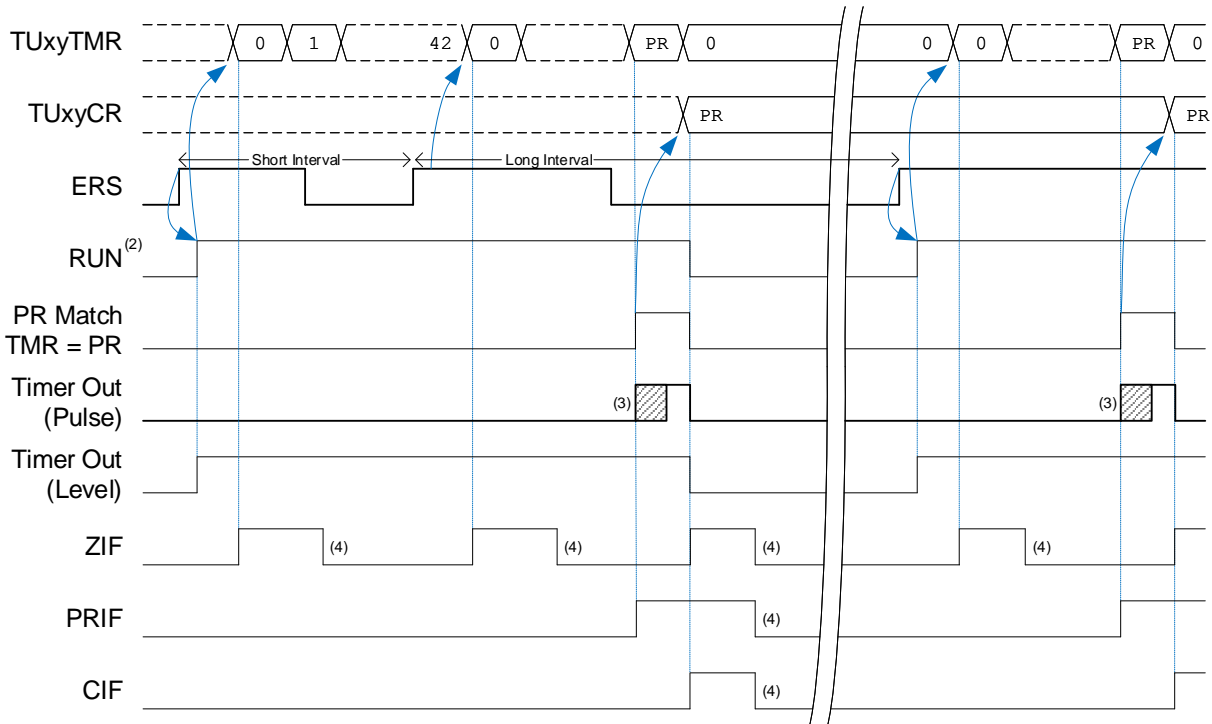 TUxyTMR 0 1 42 0 PR 0 0 0 PR 0
TUxyCR PR PR
Short Interval Long Interval
ERS
RUN(2)
PR Match
TMR = PR
Timer Out
(Pulse) (3) (3)
Timer Out
(Level)
ZIF (4) (4) (4) (4)
PRIF (4)
CIF (4)